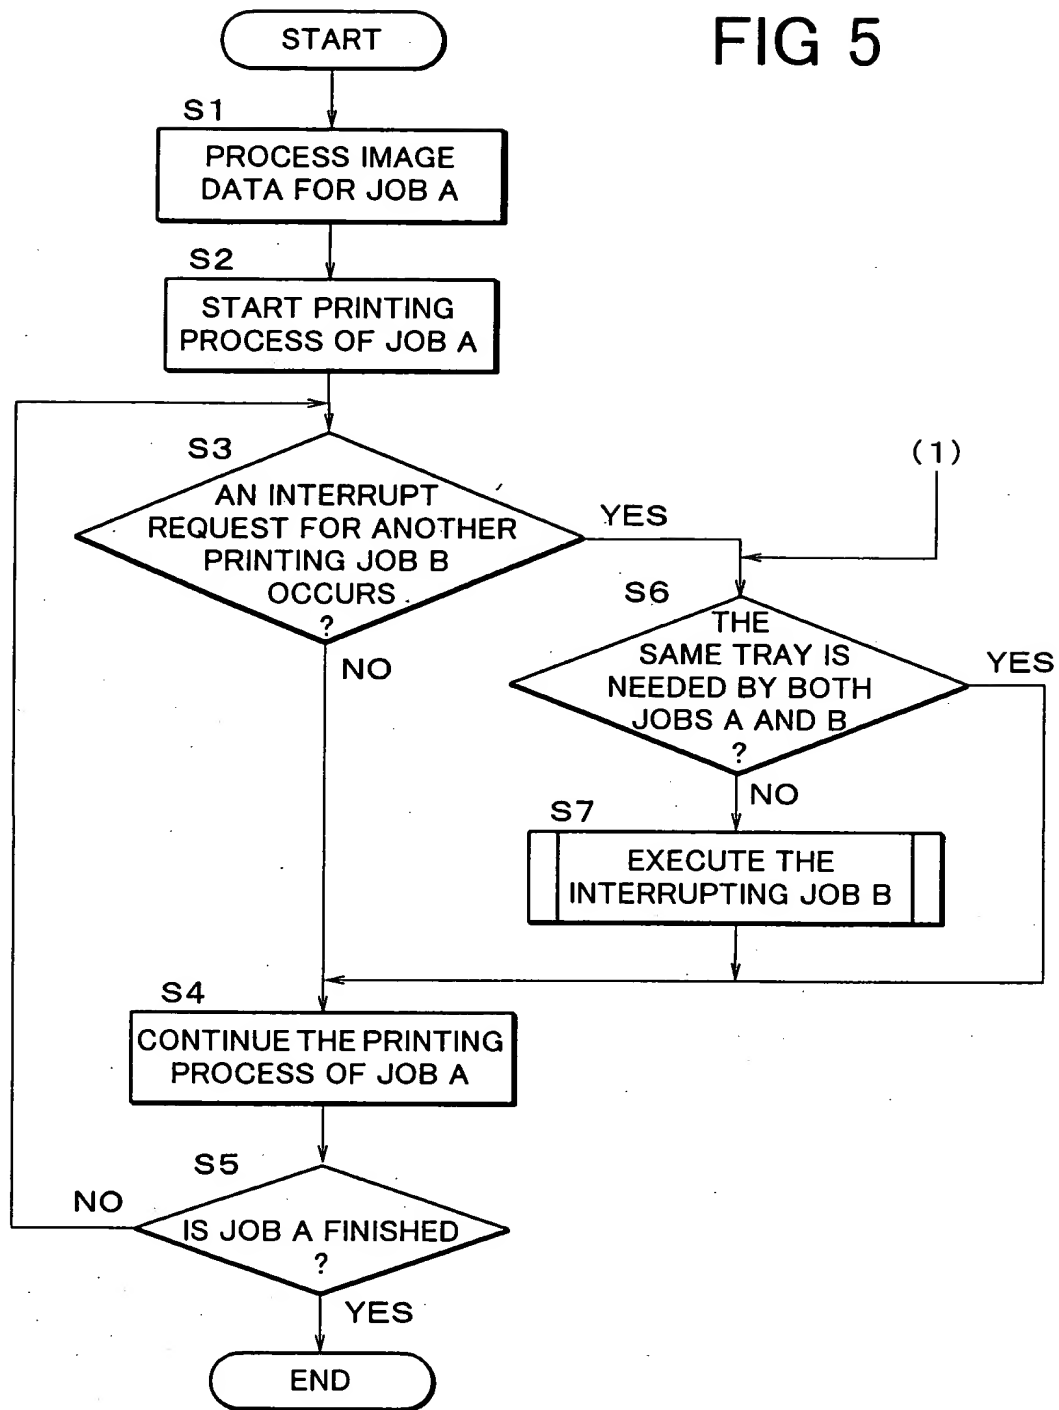 FIG 5
START
S1
PROCESS IMAGE
DATA FOR JOB A
S2
START PRINTING
PROCESS OF JOB A
S3
AN INTERRUPT
REQUEST FOR ANOTHER
PRINTING JOB B
OCCURS
?
YES
NO
(1)
S6
THE
SAME TRAY IS
NEEDED BY BOTH
JOBS A AND B
?
YES
NO
S7
EXECUTE THE
INTERRUPTING JOB B
S4
CONTINUE THE PRINTING
PROCESS OF JOB A
S5
IS JOB A FINISHED
?
NO
YES
END